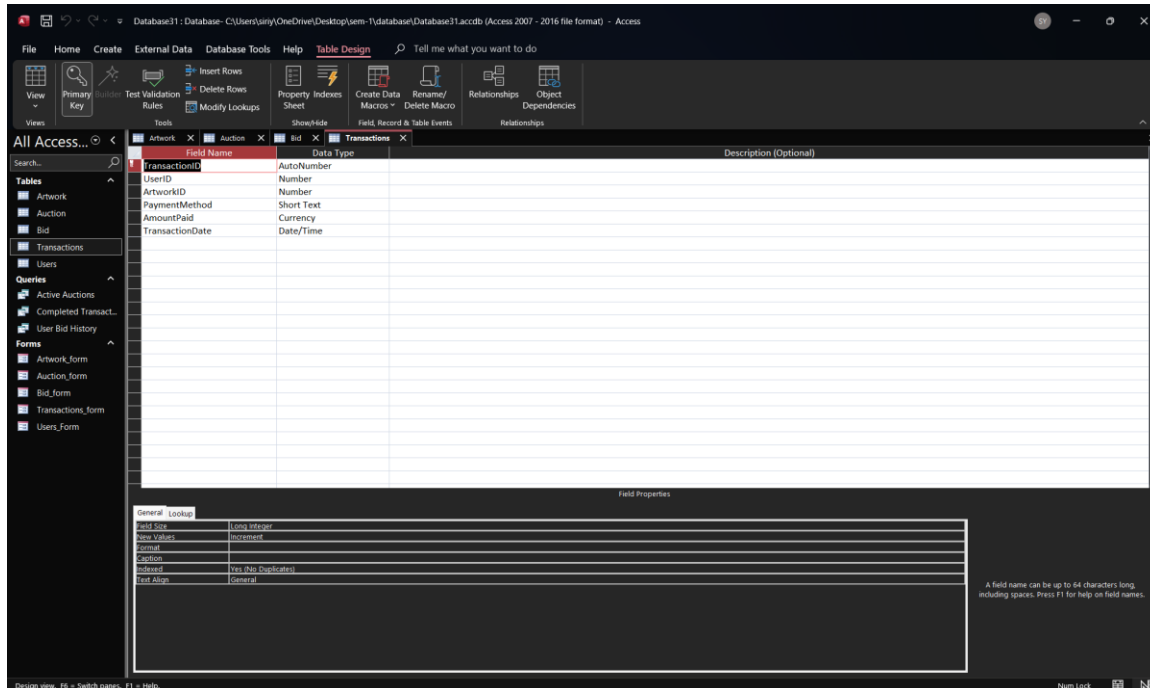 Database31 : Database- C:\Users\siriy\OneDrive\Desktop\sem-1\database\Database31.accdb (Access 2007 - 2016 file format) - Access
SY
File Home Create External Data Database Tools Help Table Design Tell me what you want to do
View
Primary Key
Builder
Test Validation Rules
Insert Rows
Delete Rows
Modify Lookups
Property Sheet
Indexes
Create Data Macros
Rename/ Delete Macro
Relationships
Object Dependencies
Views Tools Show/Hide Field, Record & Table Events Relationships
All Access...
Search...
Tables
Artwork
Auction
Bid
Transactions
Users
Queries
Active Auctions
Completed Transact...
User Bid History
Forms
Artwork_form
Auction_form
Bid_form
Transactions_form
Users_Form
Artwork Auction Bid Transactions
Field Name Data Type Description (Optional)
TransactionID AutoNumber
UserID Number
ArtworkID Number
PaymentMethod Short Text
AmountPaid Currency
TransactionDate Date/Time
Field Properties
General Lookup
Field Size Long Integer
New Values Increment
Format
Caption
Indexed Yes (No Duplicates)
Text Align General
A field name can be up to 64 characters long,
including spaces. Press F1 for help on field names.
Design view. F6 = Switch panes. F1 = Help.
Num Lock